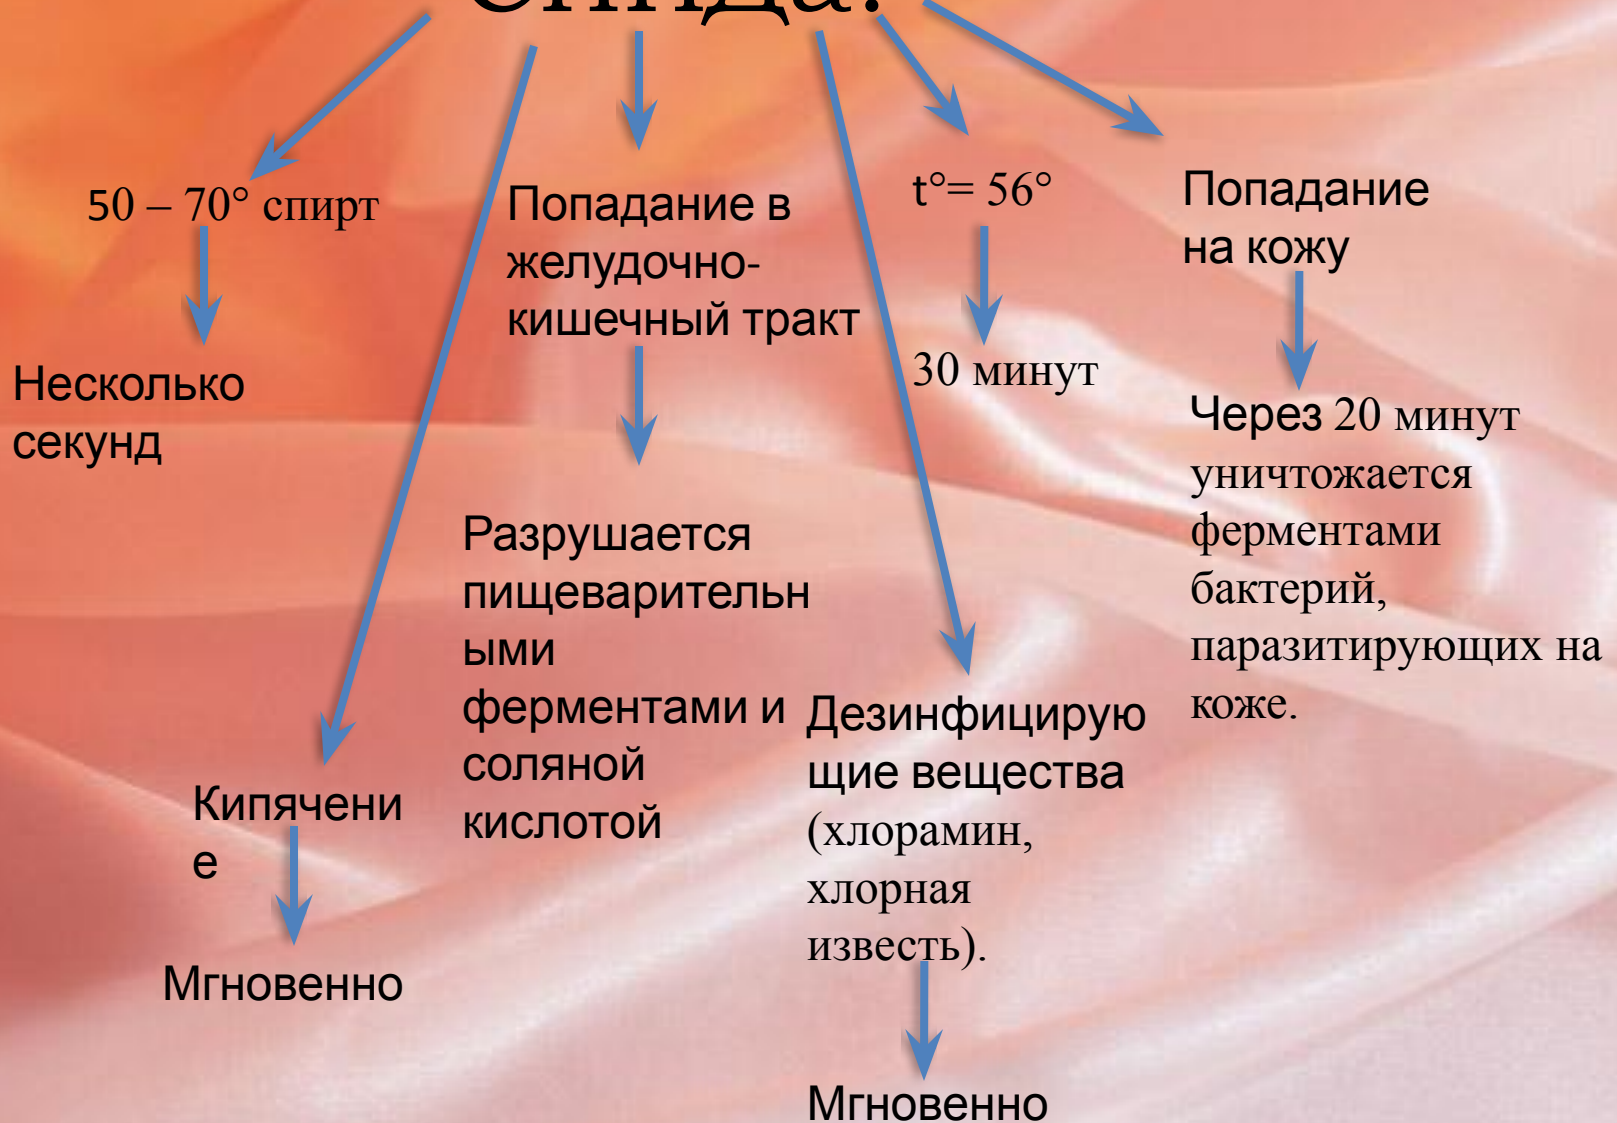 СПИДа?
50 – 70° спирт
Несколько
секунд
Кипячени
е
Мгновенно
Попадание в
желудочно-
кишечный тракт
Разрушается
пищеварительн
ыми
ферментами и
соляной
кислотой
Дезинфицирую
щие вещества
(хлорамин,
хлорная
известь).
Мгновенно
t°= 56°
30 минут
Попадание
на кожу
Через 20 минут
уничтожается
ферментами
бактерий,
паразитирующих на
коже.